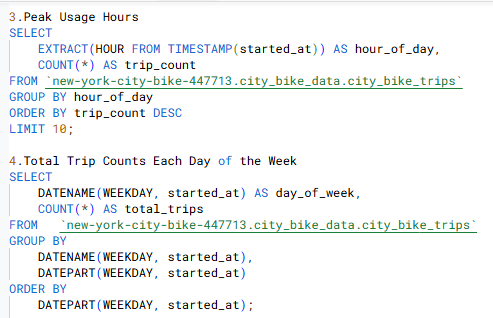 3.Peak Usage Hours
SELECT
    EXTRACT(HOUR FROM TIMESTAMP(started_at)) AS hour_of_day,
    COUNT(*) AS trip_count
FROM `new-york-city-bike-447713.city_bike_data.city_bike_trips`
GROUP BY hour_of_day
ORDER BY trip_count DESC
LIMIT 10;

4.Total Trip Counts Each Day of the Week
SELECT
    DATENAME(WEEKDAY, started_at) AS day_of_week,
    COUNT(*) AS total_trips
FROM   `new-york-city-bike-447713.city_bike_data.city_bike_trips`
GROUP BY
    DATENAME(WEEKDAY, started_at),
    DATEPART(WEEKDAY, started_at)
ORDER BY
    DATEPART(WEEKDAY, started_at);